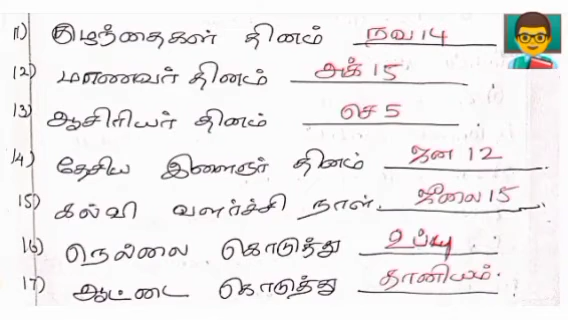 11) குழந்தைகள் தினம் நவ 14
12) மாணவர் தினம் அக் 15
13) ஆசிரியர் தினம் செ 5
14) தேசிய இளைஞர் தினம் ஜன 12
15) கல்வி வளர்ச்சி நாள். ஜீலை 15
16) நெல்லை கொடுத்து உப்பு
17) ஆட்டை கொடுத்து தானியம்.